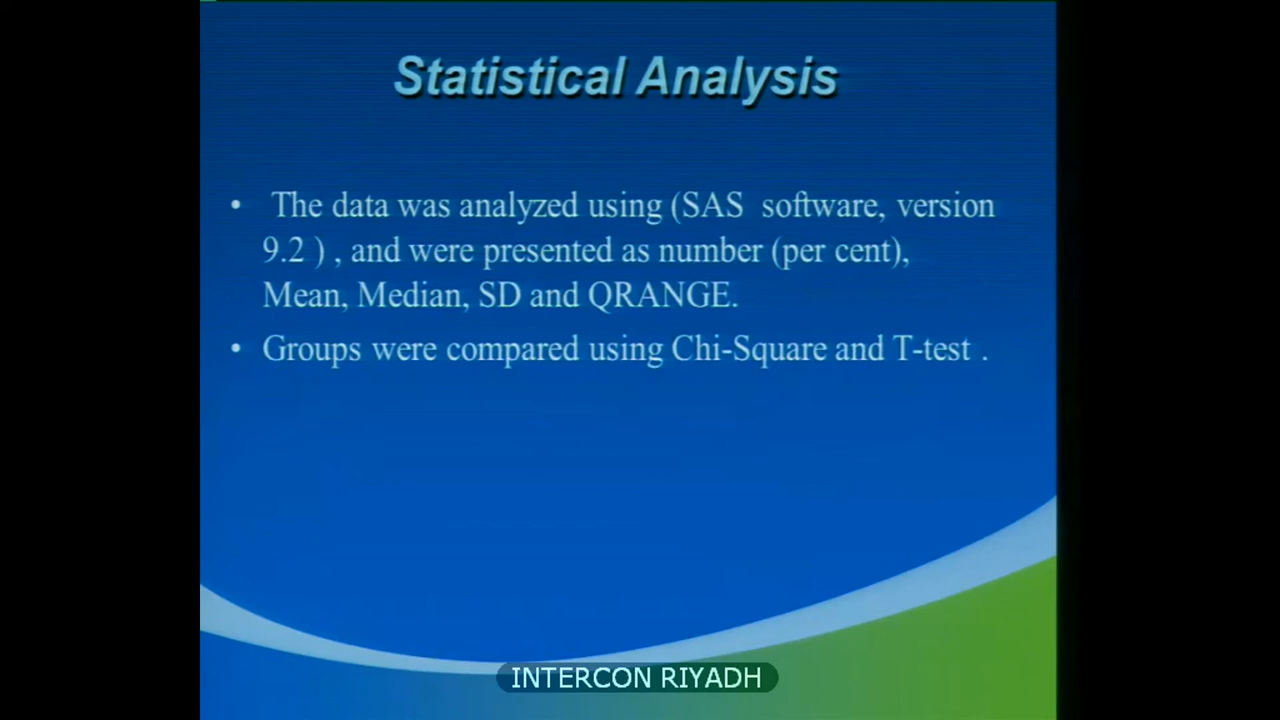 Statistical Analysis
• The data was analyzed using (SAS software, version
9.2 ) , and were presented as number (per cent),
Mean, Median, SD and QRANGE.
• Groups were compared using Chi-Square and T-test .
INTERCON RIYADH